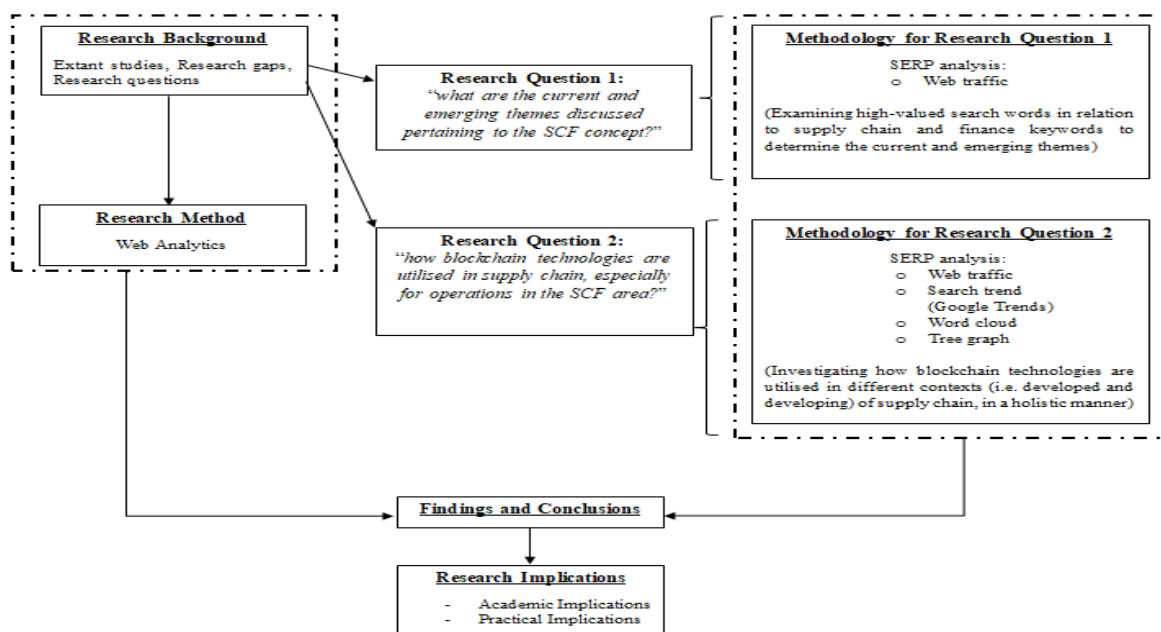 Research Background
Extant studies, Research gaps,
Research questions
Research Method
Web Analytics
Research Question 1:
“what are the current and
emerging themes discussed
pertaining to the SCF concept?”
Research Question 2:
“how blockchain technologies are
utilised in supply chain, especially
for operations in the SCF area?”
Methodology for Research Question 1
SERP analysis:
o Web traffic
(Examining high-valued search words in relation
to supply chain and finance keywords to
determine the current and emerging themes)
Methodology for Research Question 2
SERP analysis:
o Web traffic
o Search trend
(Google Trends)
o Word cloud
o Tree graph
(Investigating how blockchain technologies are
utilised in different contexts (i.e. developed and
developing) of supply chain, in a holistic manner)
Findings and Conclusions
Research Implications
- Academic Implications
- Practical Implications